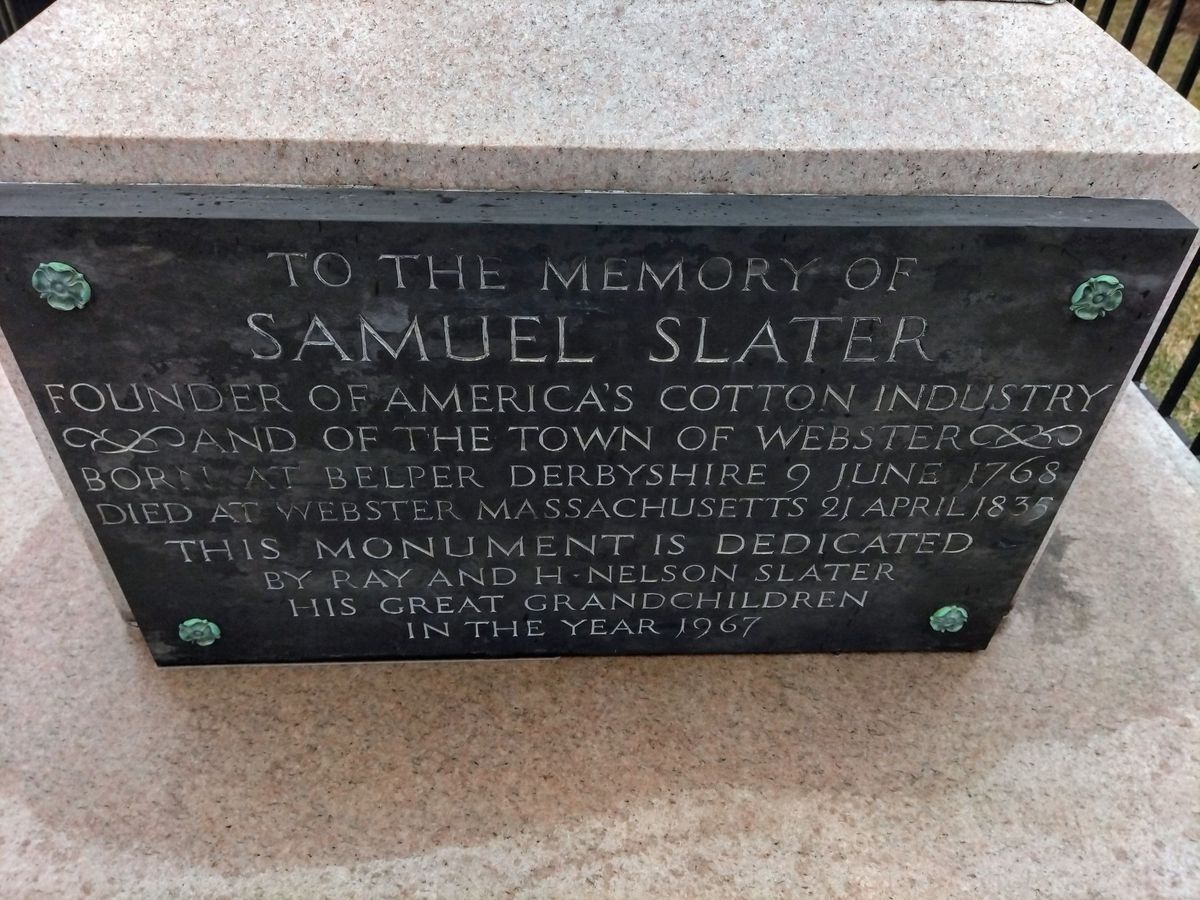 TO THE MEMORY OF
SAMUEL SLATER
FOUNDER OF AMERICA'S COTTON INDUSTRY
AND OF THE TOWN OF WEBSTER
BORN AT BELPER DERBYSHIRE 9 JUNE 1768
DIED AT WEBSTER MASSACHUSETTS 21 APRIL 1835
THIS MONUMENT IS DEDICATED
BY RAY AND H·NELSON SLATER
HIS GREAT GRANDCHILDREN
IN THE YEAR 1967